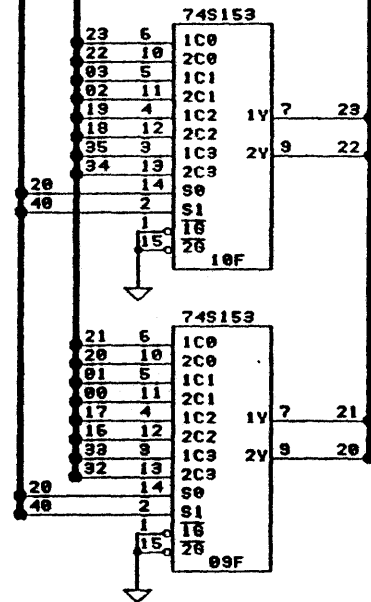 74S153
23 6 1C0
22 10 2C0
03 5 1C1
02 11 2C1
19 4 1C2 1Y 7 23
18 12 2C2
35 3 1C3 2Y 9 22
34 13 2C3
20 14 S0
40 2 S1
1 1G
15 2G
10F
74S153
21 6 1C0
20 10 2C0
01 5 1C1
00 11 2C1
17 4 1C2 1Y 7 21
16 12 2C2
33 3 1C3 2Y 9 20
32 13 2C3
20 14 S0
40 2 S1
1 1G
15 2G
09F